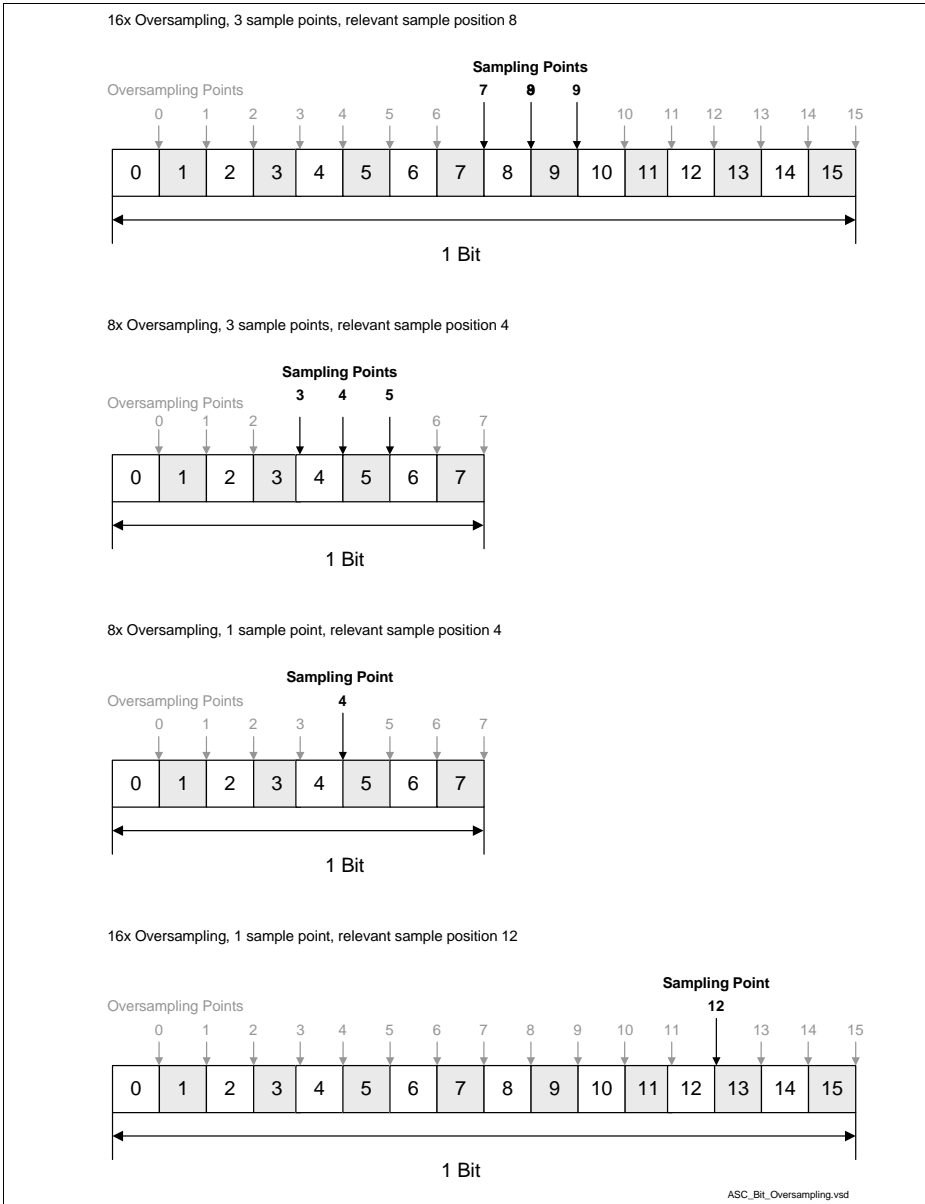 16x Oversampling, 3 sample points, relevant sample position 8
Sampling Points
Oversampling Points
7 8 9
0 1 2 3 4 5 6 10 11 12 13 14 15
0 1 2 3 4 5 6 7 8 9 10 11 12 13 14 15
1 Bit
8x Oversampling, 3 sample points, relevant sample position 4
Sampling Points
3 4 5
Oversampling Points
0 1 2 6 7
0 1 2 3 4 5 6 7
1 Bit
8x Oversampling, 1 sample point, relevant sample position 4
Sampling Point
Oversampling Points 4
0 1 2 3 5 6 7
0 1 2 3 4 5 6 7
1 Bit
16x Oversampling, 1 sample point, relevant sample position 12
Sampling Point
Oversampling Points 12
0 1 2 3 4 5 6 7 8 9 10 11 13 14 15
0 1 2 3 4 5 6 7 8 9 10 11 12 13 14 15
1 Bit
ASC_Bit_Oversampling.vsd